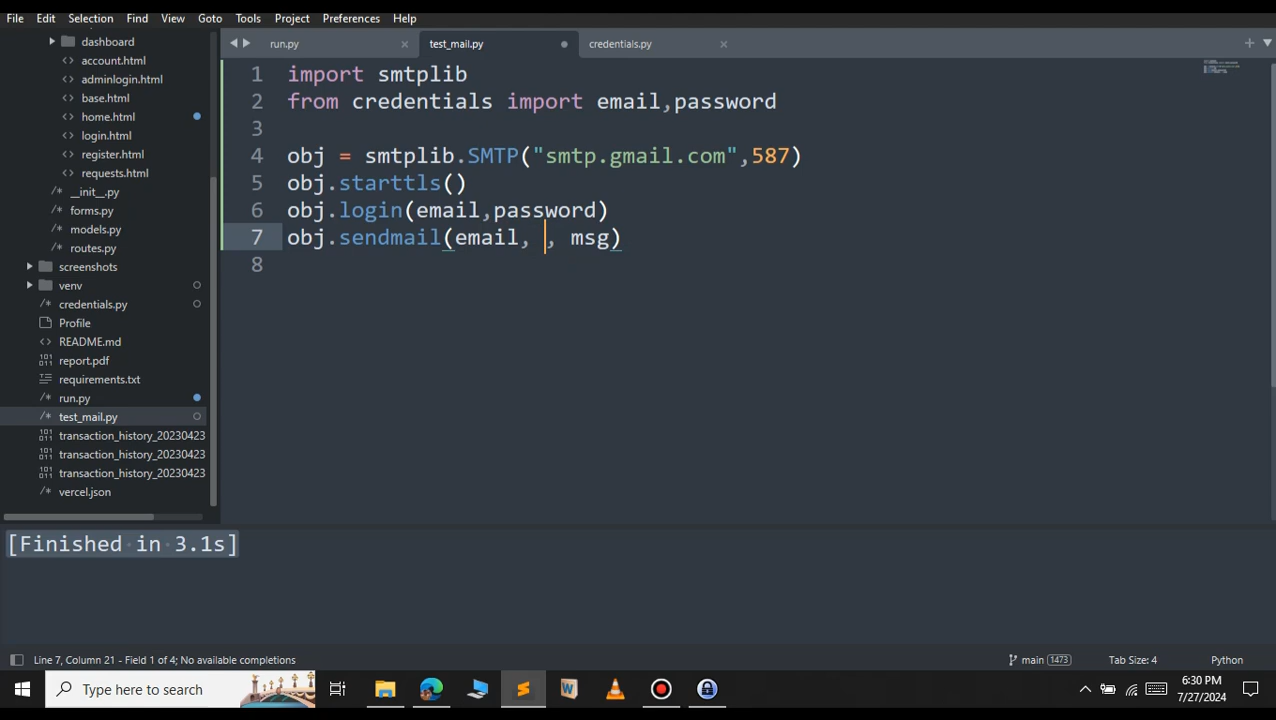 File Edit Selection Find View Goto Tools Project Preferences Help
run.py test_mail.py credentials.py
dashboard
account.html
adminlogin.html
base.html
home.html
login.html
register.html
requests.html
__init__.py
forms.py
models.py
routes.py
screenshots
venv
credentials.py
Profile
README.md
report.pdf
requirements.txt
run.py
test_mail.py
transaction_history_20230423
transaction_history_20230423
transaction_history_20230423
vercel.json
1 import smtplib
2 from credentials import email,password
3
4 obj = smtplib.SMTP("smtp.gmail.com",587)
5 obj.starttls()
6 obj.login(email,password)
7 obj.sendmail(email, , msg)
8
[Finished in 3.1s]
Line 7, Column 21 - Field 1 of 4; No available completions main 1473 Tab Size: 4 Python
Type here to search
6:30 PM
7/27/2024